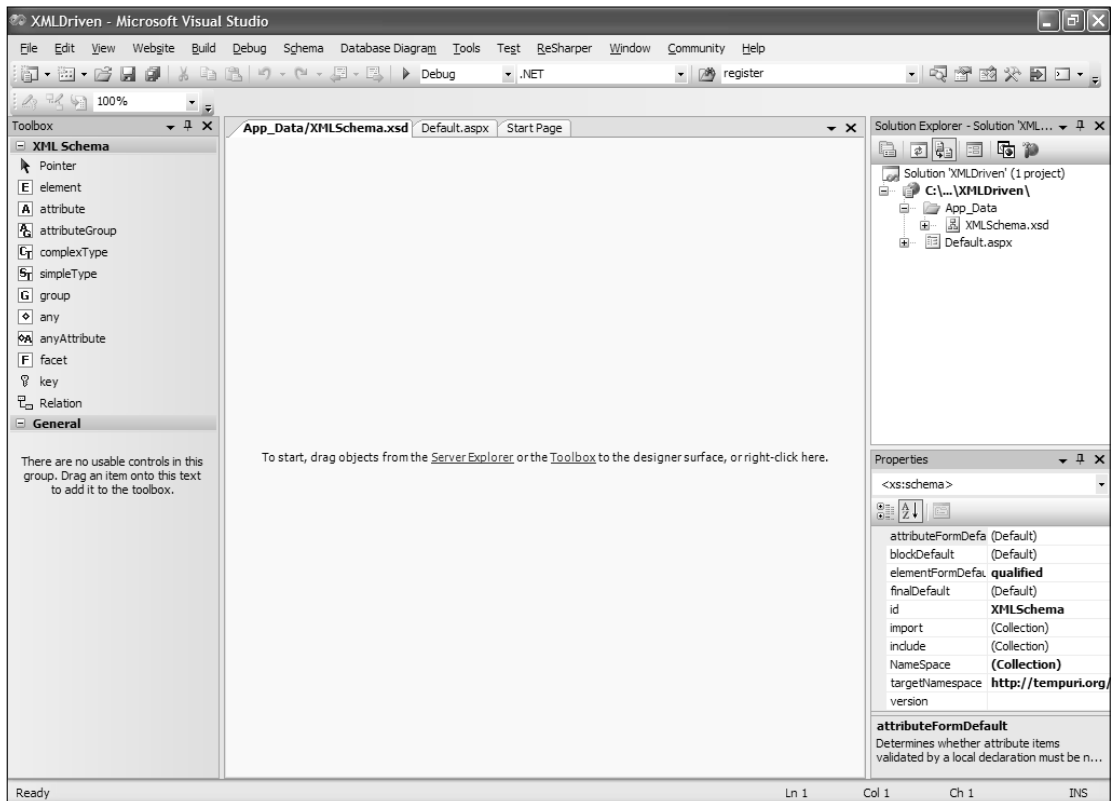 XMLDriven - Microsoft Visual Studio
File Edit View Website Build Debug Schema Database Diagram Tools Test ReSharper Window Community Help
Debug .NET register
100%
Toolbox
XML Schema
Pointer
E element
A attribute
AG attributeGroup
CT complexType
ST simpleType
G group
any
A anyAttribute
F facet
key
Relation
General
There are no usable controls in this
group. Drag an item onto this text
to add it to the toolbox.
App_Data/XMLSchema.xsd Default.aspx Start Page
To start, drag objects from the Server Explorer or the Toolbox to the designer surface, or right-click here.
Solution Explorer - Solution 'XML...
Solution 'XMLDriven' (1 project)
C:\...\XMLDriven\
App_Data
XMLSchema.xsd
Default.aspx
Properties
<xs:schema>
attributeFormDefa (Default)
blockDefault (Default)
elementFormDefau qualified
finalDefault (Default)
id XMLSchema
import (Collection)
include (Collection)
NameSpace (Collection)
targetNamespace http://tempuri.org/
version
attributeFormDefault
Determines whether attribute items
validated by a local declaration must be n...
Ready Ln 1 Col 1 Ch 1 INS